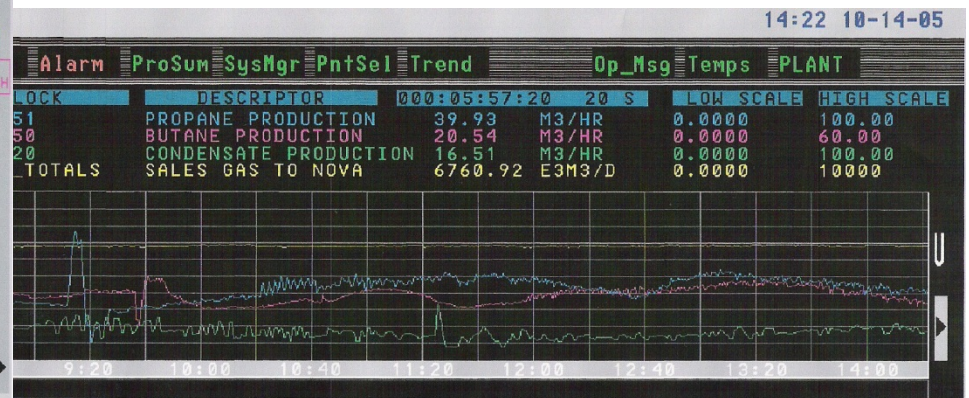 14:22 10-14-05
H
Alarm ProSum SysMgr PntSel Trend Op_Msg Temps PLANT
LOCK DESCRIPTOR 000:05:57:20 20 S LOW SCALE HIGH SCALE
51 PROPANE PRODUCTION 39.93 M3/HR 0.0000 100.00
50 BUTANE PRODUCTION 20.54 M3/HR 0.0000 60.00
20 CONDENSATE PRODUCTION 16.51 M3/HR 0.0000 100.00
_TOTALS SALES GAS TO NOVA 6760.92 E3M3/D 0.0000 10000
9:20 10:00 10:40 11:20 12:00 12:40 13:20 14:00